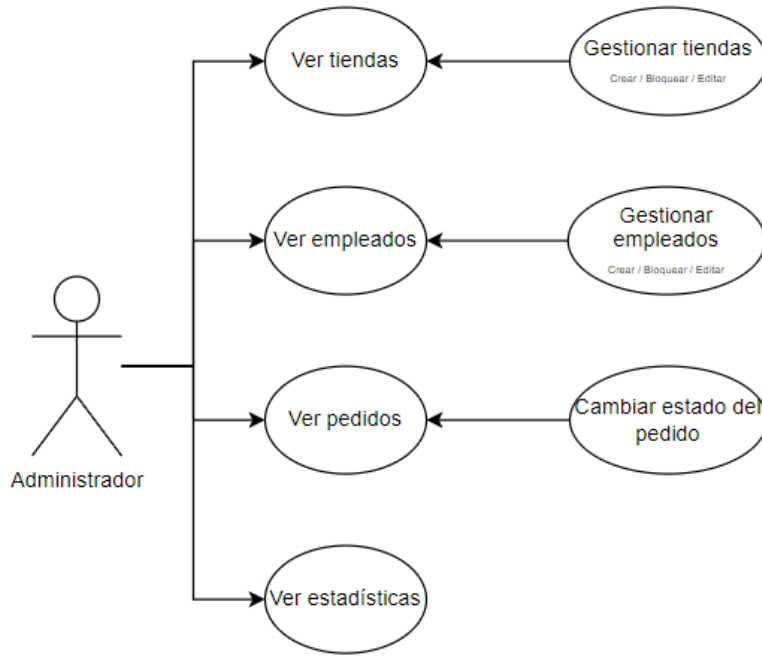 Ver tiendas
Gestionar tiendas
Crear / Bloquear / Editar
Ver empleados
Gestionar
empleados
Crear / Bloquear / Editar
Administrador
Ver pedidos
Cambiar estado del
pedido
Ver estadísticas